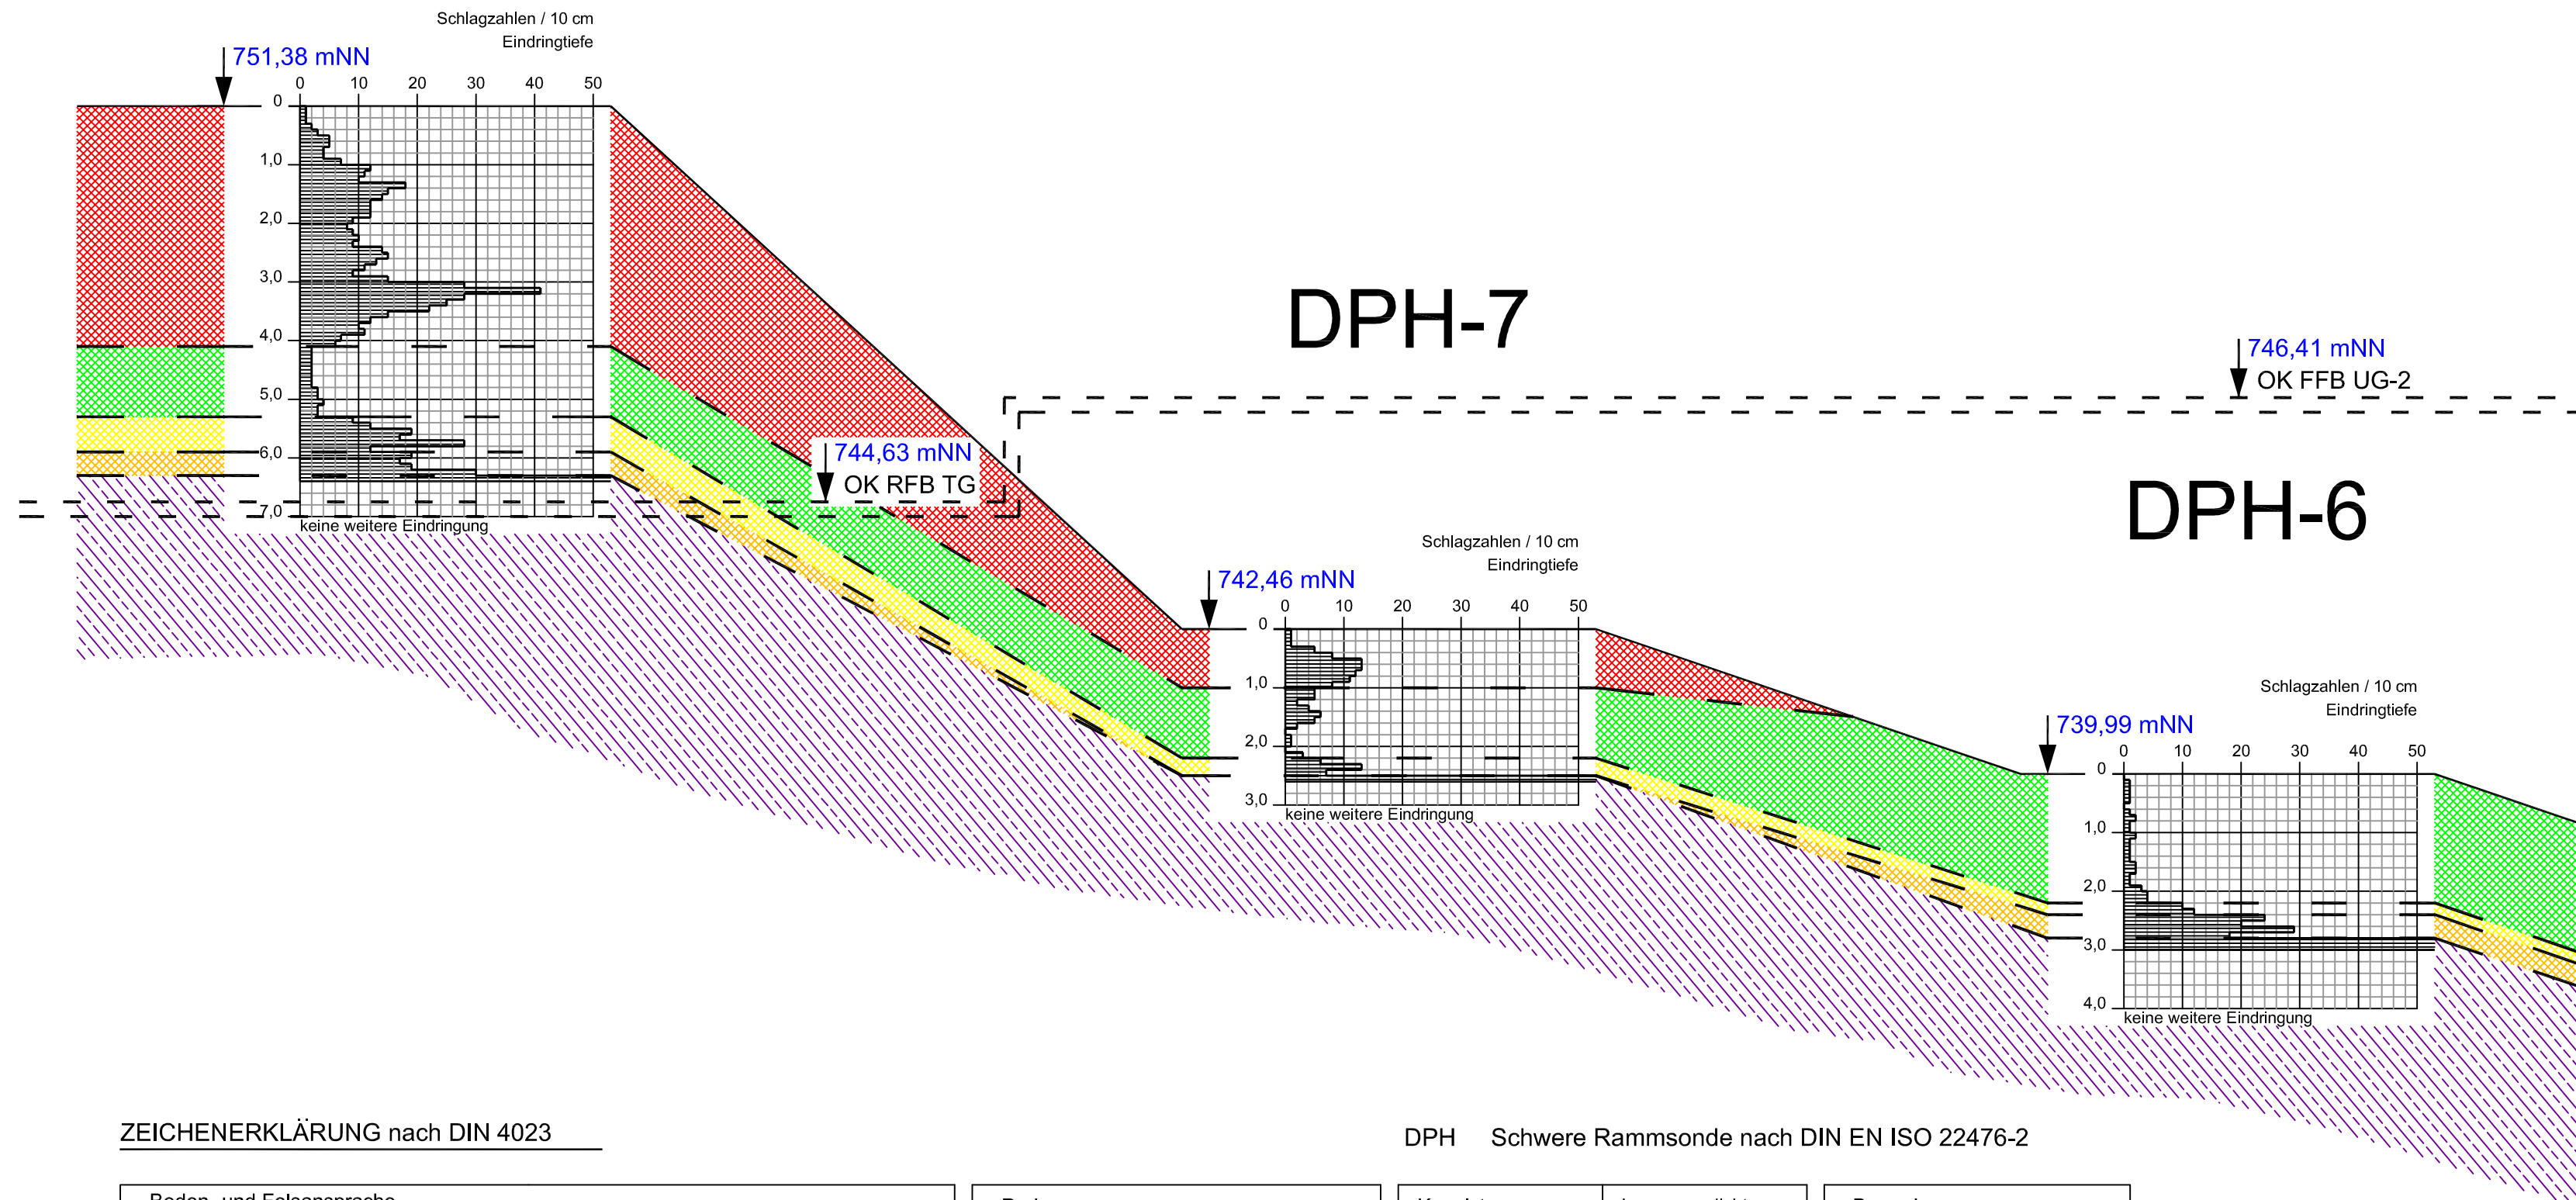 Schlagzahlen / 10 cm
Eindringtiefe
751,38 mNN
0 10 20 30 40 50
0
1,0
2,0
3,0
4,0
5,0
6,0
7,0
keine weitere Eindringung
DPH-7
746,41 mNN
OK FFB UG-2
744,63 mNN
OK RFB TG
DPH-6
Schlagzahlen / 10 cm
Eindringtiefe
742,46 mNN
0 10 20 30 40 50
0
1,0
2,0
3,0
keine weitere Eindringung
Schlagzahlen / 10 cm
Eindringtiefe
739,99 mNN
0 10 20 30 40 50
0
1,0
2,0
3,0
4,0
keine weitere Eindringung
ZEICHENERKLÄRUNG nach DIN 4023
DPH Schwere Rammsonde nach DIN EN ISO 22476-2